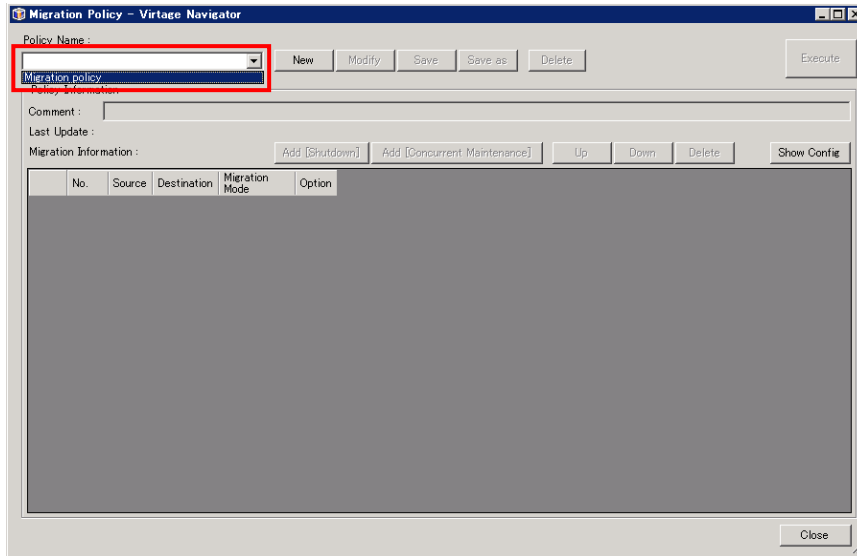 Migration Policy - Virtage Navigator
Policy Name :
New Modify Save Save as Delete Execute
Migration policy
Policy Information
Comment :
Last Update :
Migration Information : Add [Shutdown] Add [Concurrent Maintenance] Up Down Delete Show Config
No. Source Destination Migration Mode Option
Close